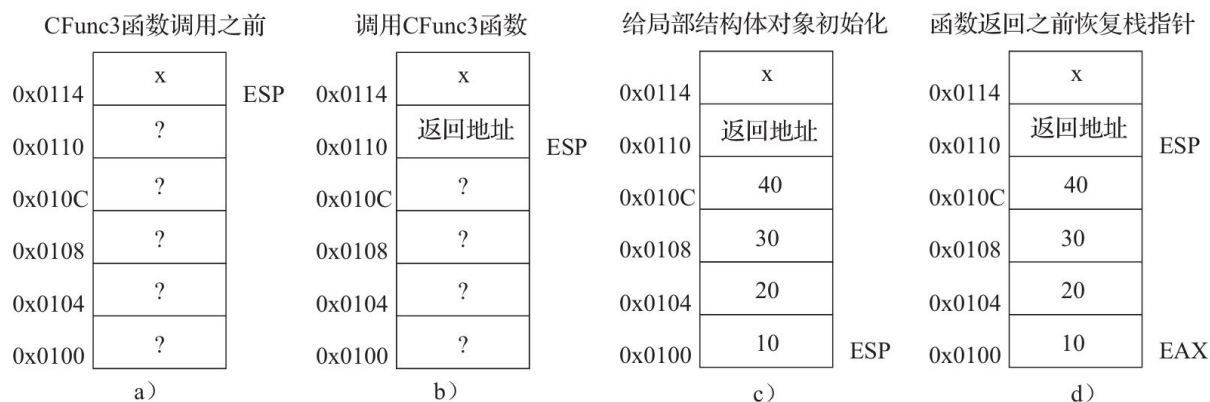 CFunc3函数调用之前
x
0x0114
ESP
?
0x0110
?
0x010C
?
0x0108
?
0x0104
?
0x0100
a）
调用CFunc3函数
x
0x0114
返回地址
0x0110
ESP
?
0x010C
?
0x0108
?
0x0104
?
0x0100
b）
给局部结构体对象初始化
x
0x0114
返回地址
0x0110
40
0x010C
30
0x0108
20
0x0104
10
0x0100
ESP
c）
函数返回之前恢复栈指针
x
0x0114
返回地址
0x0110
ESP
40
0x010C
30
0x0108
20
0x0104
10
0x0100
EAX
d）